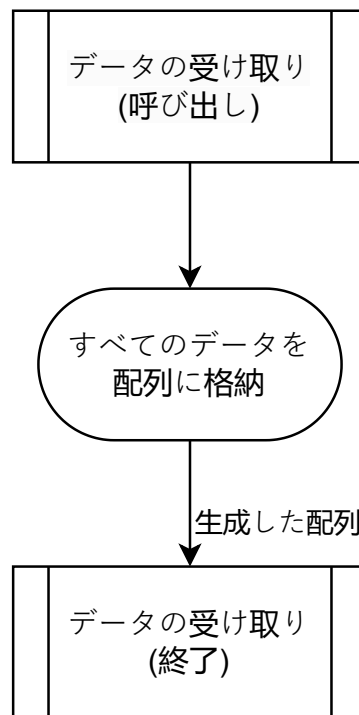 データの受け取り
(呼び出し)
すべてのデータを
配列に格納
生成した配列
データの受け取り
(終了)